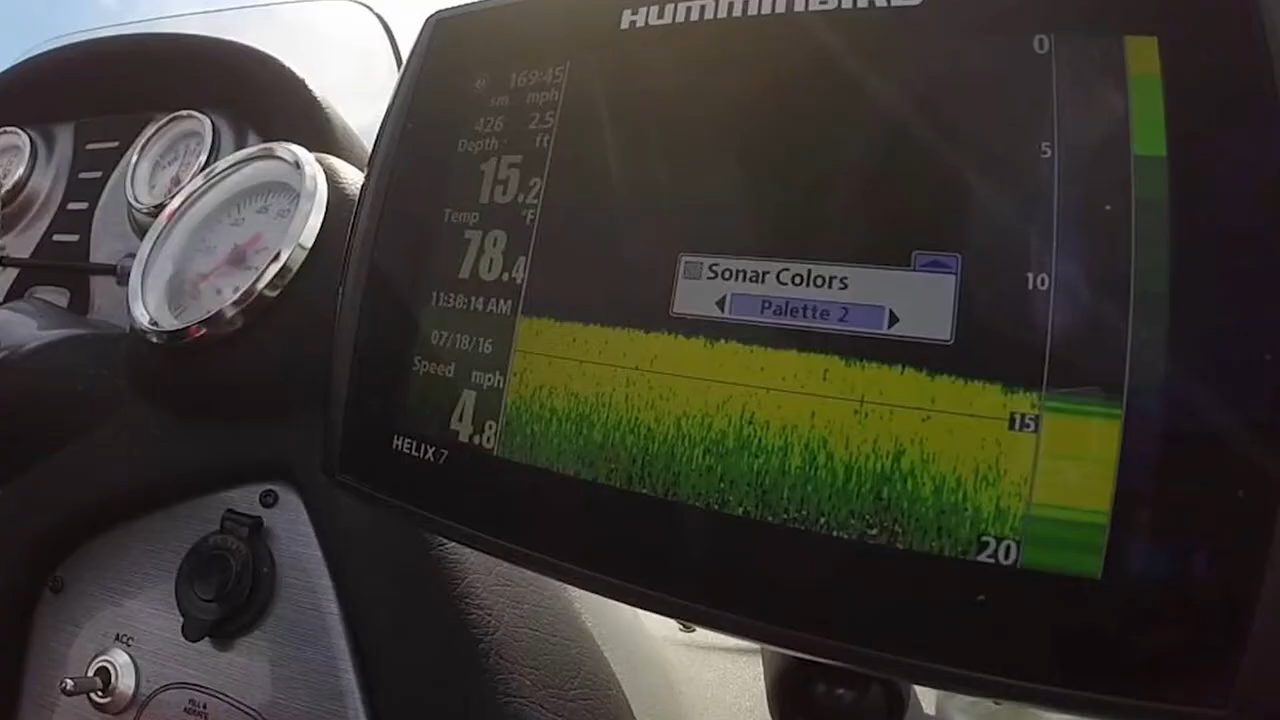 HUMMINBIRD
169:45
sm mph
426 2.5
Depth ft
15.2
Temp °F
78.4
11:38:14 AM
07/18/16
Speed mph
4.8
HELIX 7
Sonar Colors
Palette 2
0
5
10
15
20
ACC
FILL &